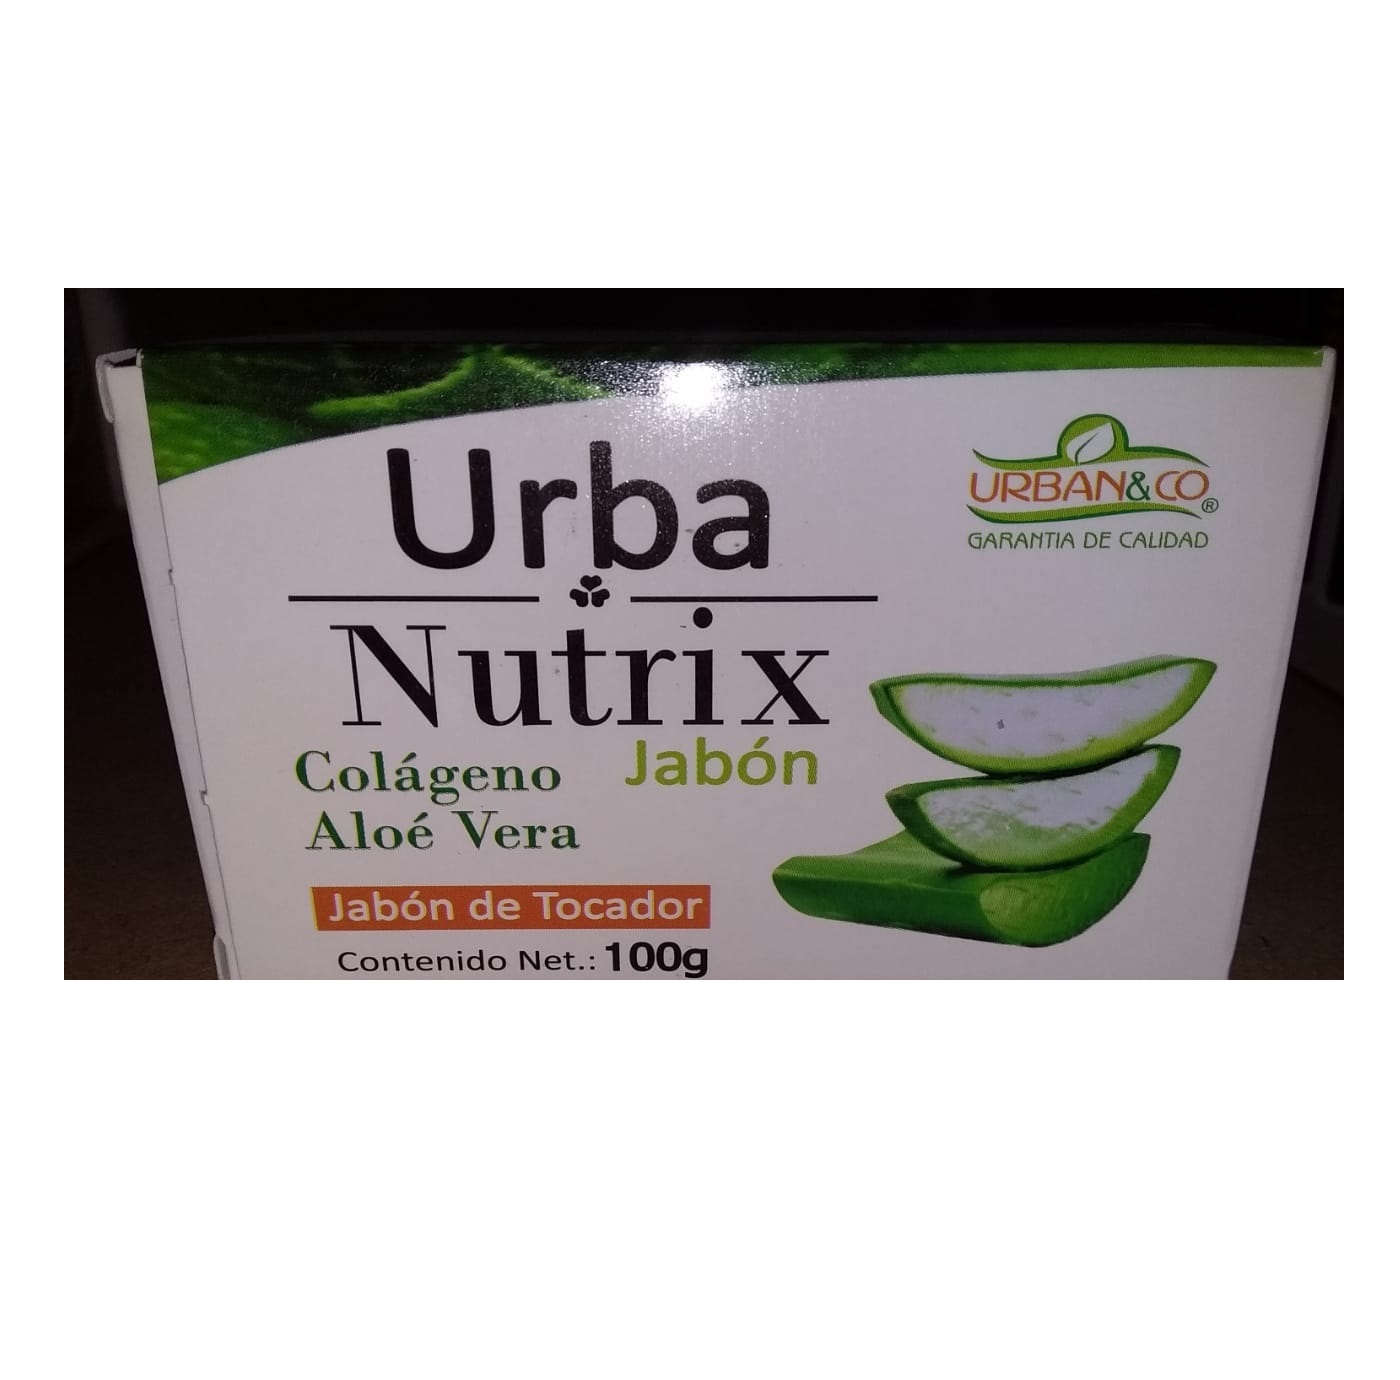 Urba
Nutrix
Jabón
Colágeno
Aloé Vera
Jabón de Tocador
Contenido Net.: 100g
URBAN&CO®
GARANTIA DE CALIDAD